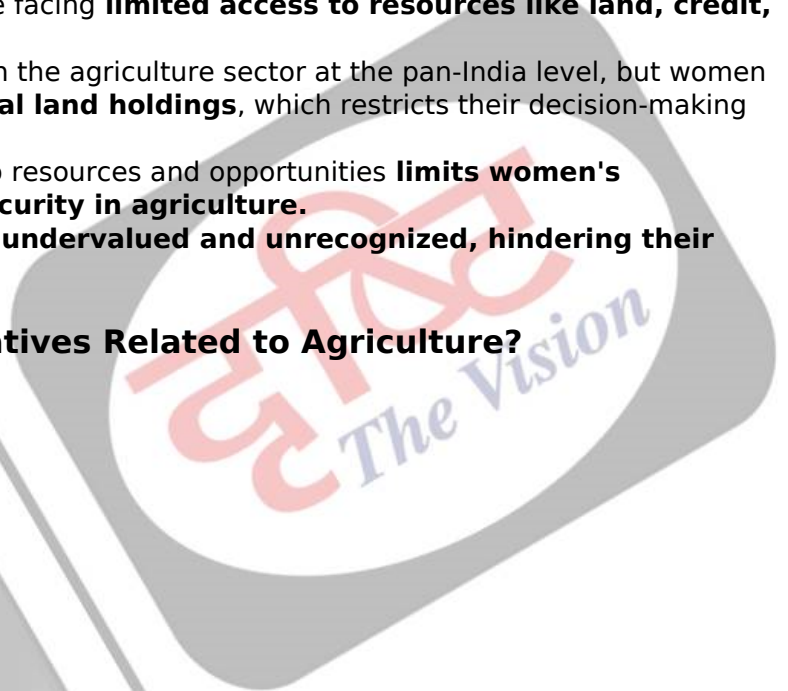 e facing limited access to resources like land, credit,
n the agriculture sector at the pan-India level, but women
al land holdings, which restricts their decision-making
o resources and opportunities limits women's
curity in agriculture.
undervalued and unrecognized, hindering their
atives Related to Agriculture?
दृष्टि
The Vision